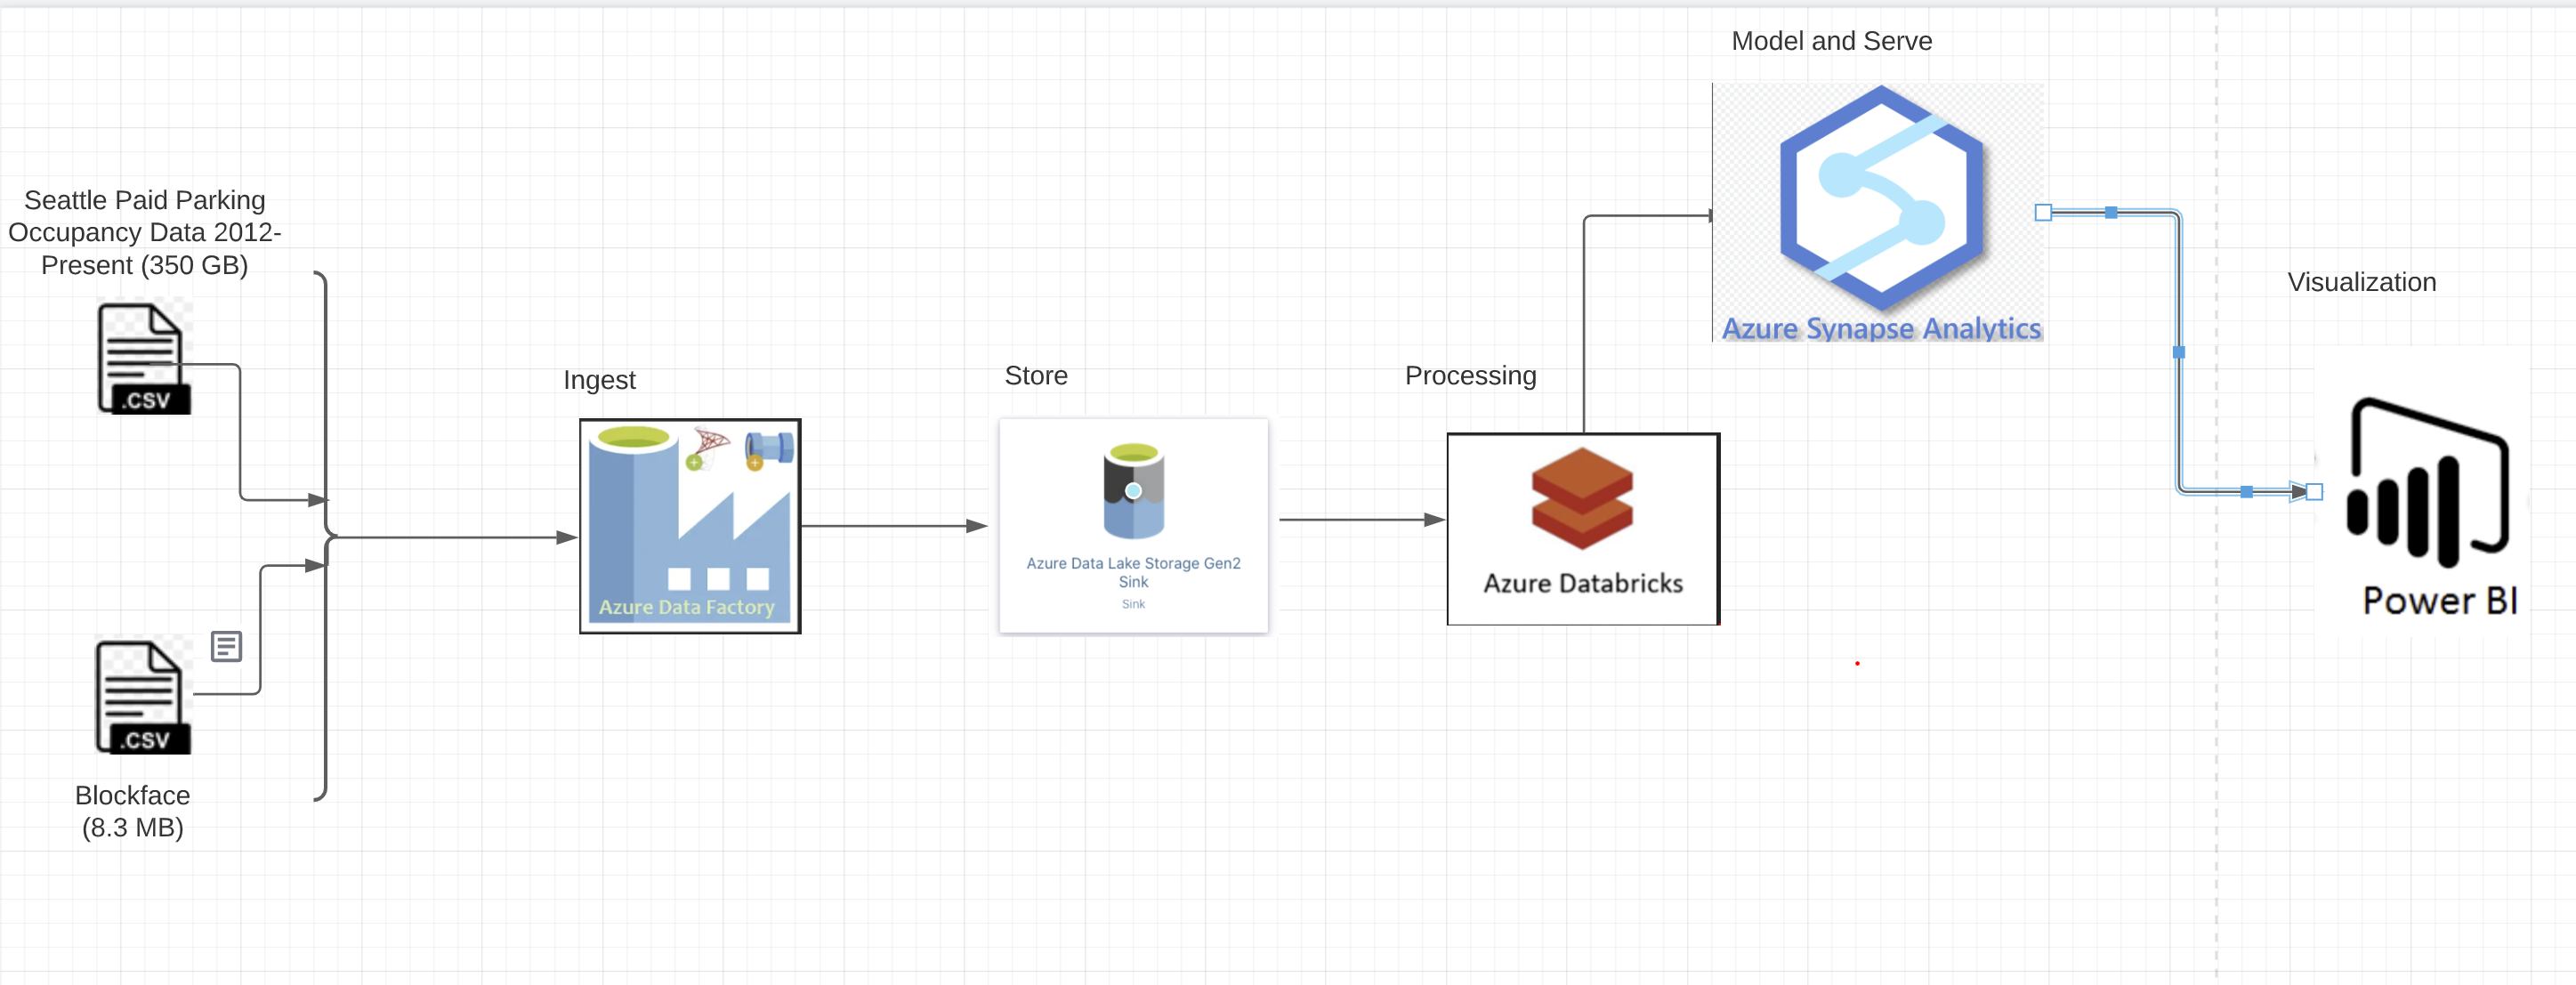 Model and Serve
Azure Synapse Analytics
Seattle Paid Parking
Occupancy Data 2012-
Present (350 GB)
.CSV
Blockface
(8.3 MB)
.CSV
Ingest
Azure Data Factory
Store
Azure Data Lake Storage Gen2
Sink
Sink
Processing
Azure Databricks
Visualization
Power BI